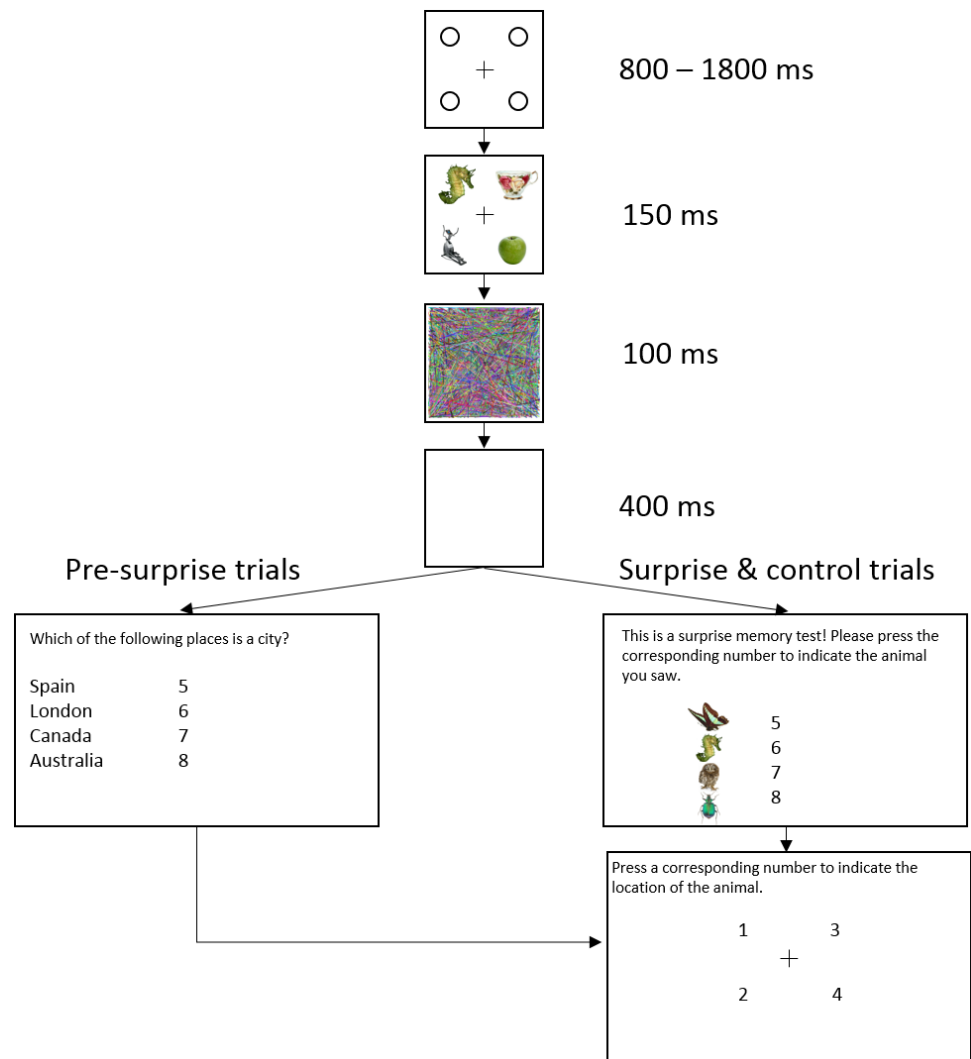 800 – 1800 ms
150 ms
100 ms
400 ms
Pre-surprise trials
Surprise & control trials
Which of the following places is a city?
Spain 5
London 6
Canada 7
Australia 8
This is a surprise memory test! Please press the
corresponding number to indicate the animal
you saw.
5
6
7
8
Press a corresponding number to indicate the
location of the animal.
1 3
2 4